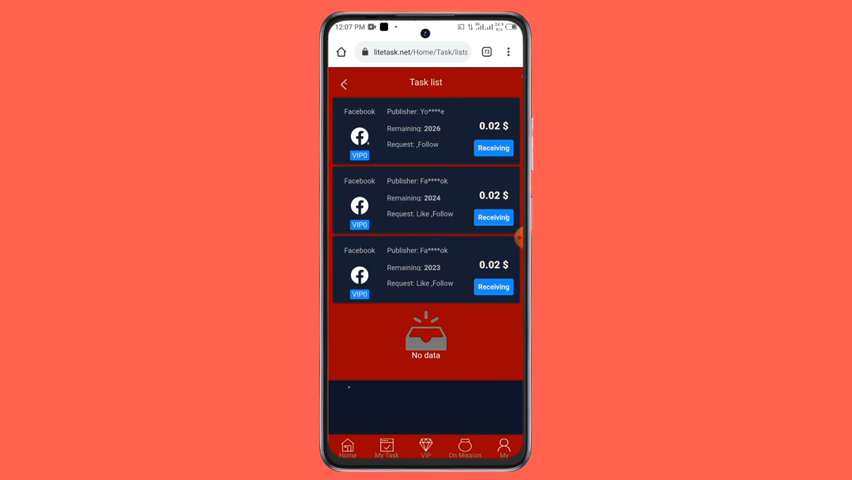 12:07 PM
litetask.net/Home/Task/lists
73
Task list
Facebook
Publisher: Yo****e
Remaining: 2026
Request: ,Follow
0.02 $
VIP0
Receiving
Facebook
Publisher: Fa****ok
Remaining: 2024
Request: Like ,Follow
0.02 $
VIP0
Receiving
Facebook
Publisher: Fa****ok
Remaining: 2023
Request: Like ,Follow
0.02 $
VIP0
Receiving
No data
Home
My Task
VIP
On Mission
My